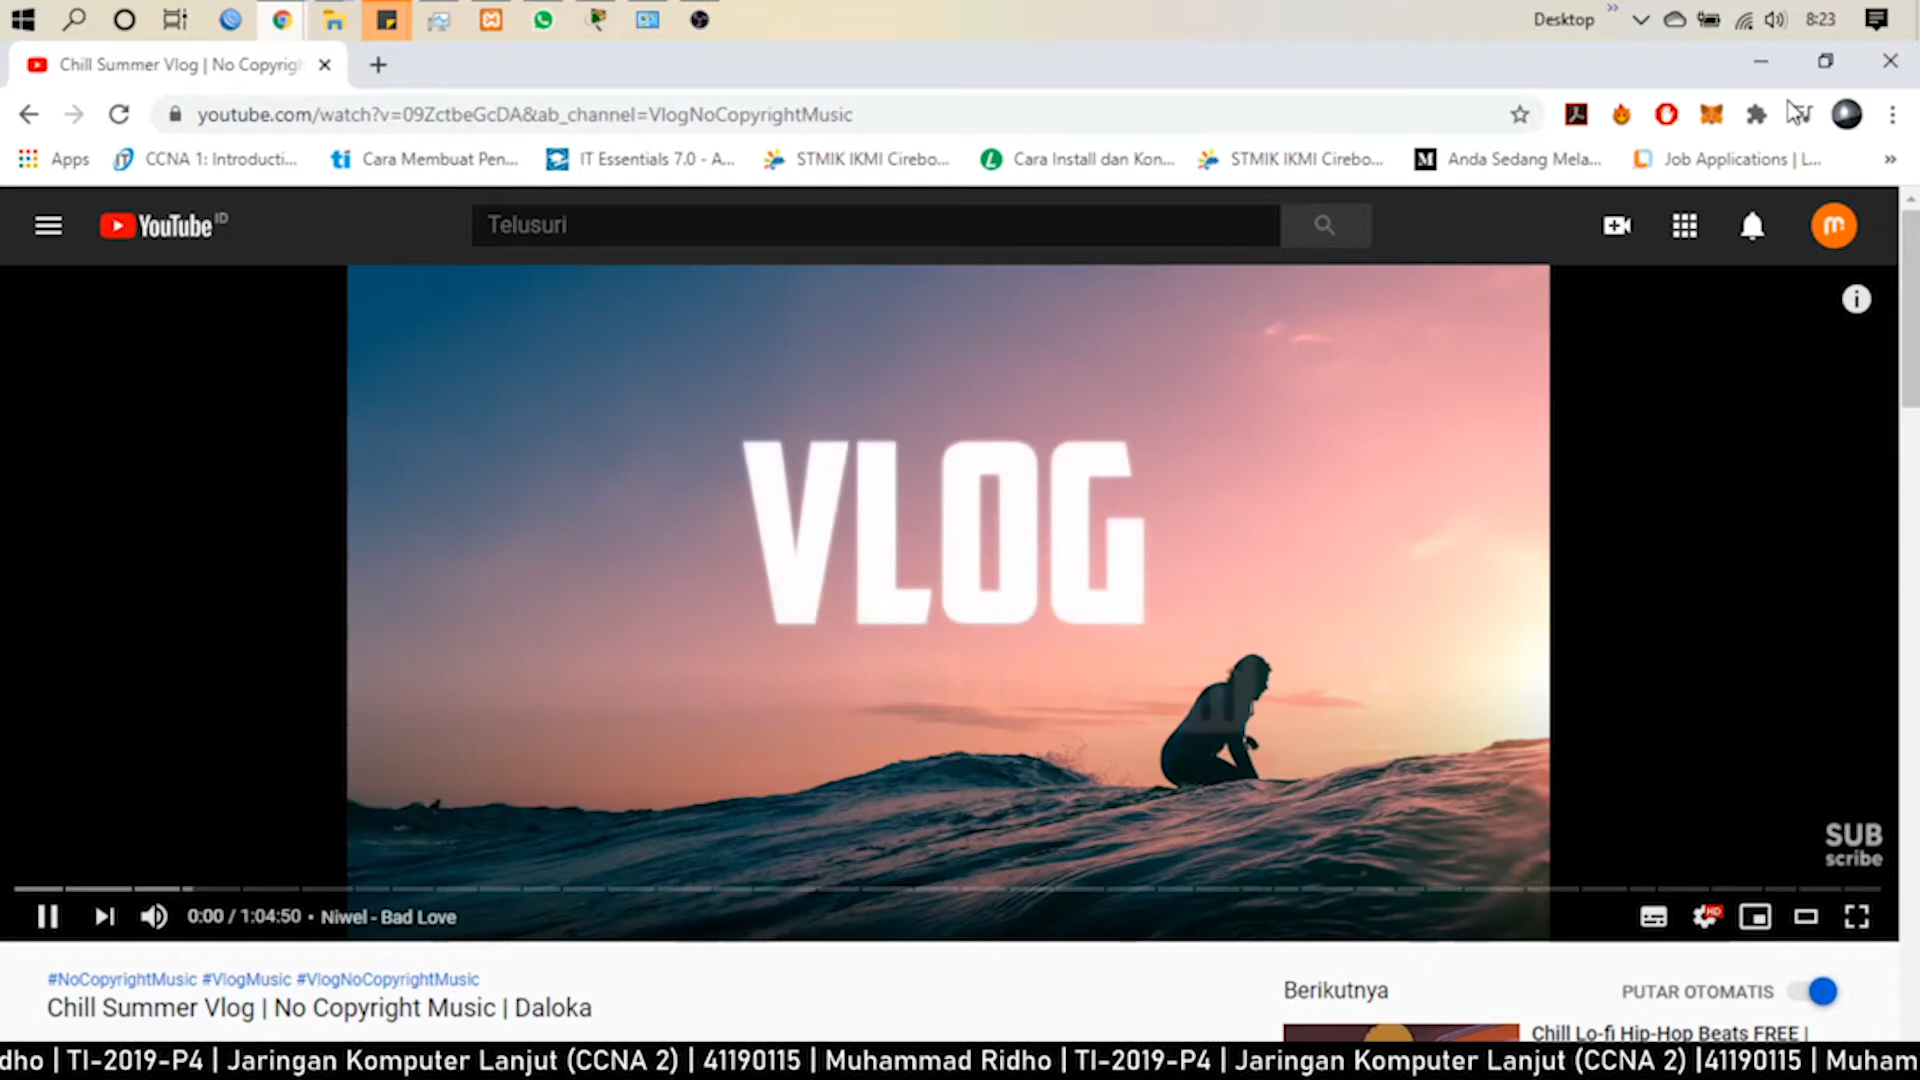 Desktop
8:23
Chill Summer Vlog | No Copyrigh
youtube.com/watch?v=09ZctbeGcDA&ab_channel=VlogNoCopyrightMusic
Apps
CCNA 1: Introducti...
Cara Membuat Pen...
IT Essentials 7.0 - A...
STMIK IKMI Cirebo...
Cara Install dan Kon...
STMIK IKMI Cirebo...
Anda Sedang Mela...
Job Applications | L...
YouTube ID
Telusuri
VLOG
SUB
scribe
0:00 / 1:04:50 • Niwel - Bad Love
HD
#NoCopyrightMusic #VlogMusic #VlogNoCopyrightMusic
Chill Summer Vlog | No Copyright Music | Daloka
Berikutnya
PUTAR OTOMATIS
Chill Lo-fi Hip-Hop Beats FREE |
dho | TI-2019-P4 | Jaringan Komputer Lanjut (CCNA 2) | 41190115 | Muhammad Ridho | TI-2019-P4 | Jaringan Komputer Lanjut (CCNA 2) |41190115 | Muham